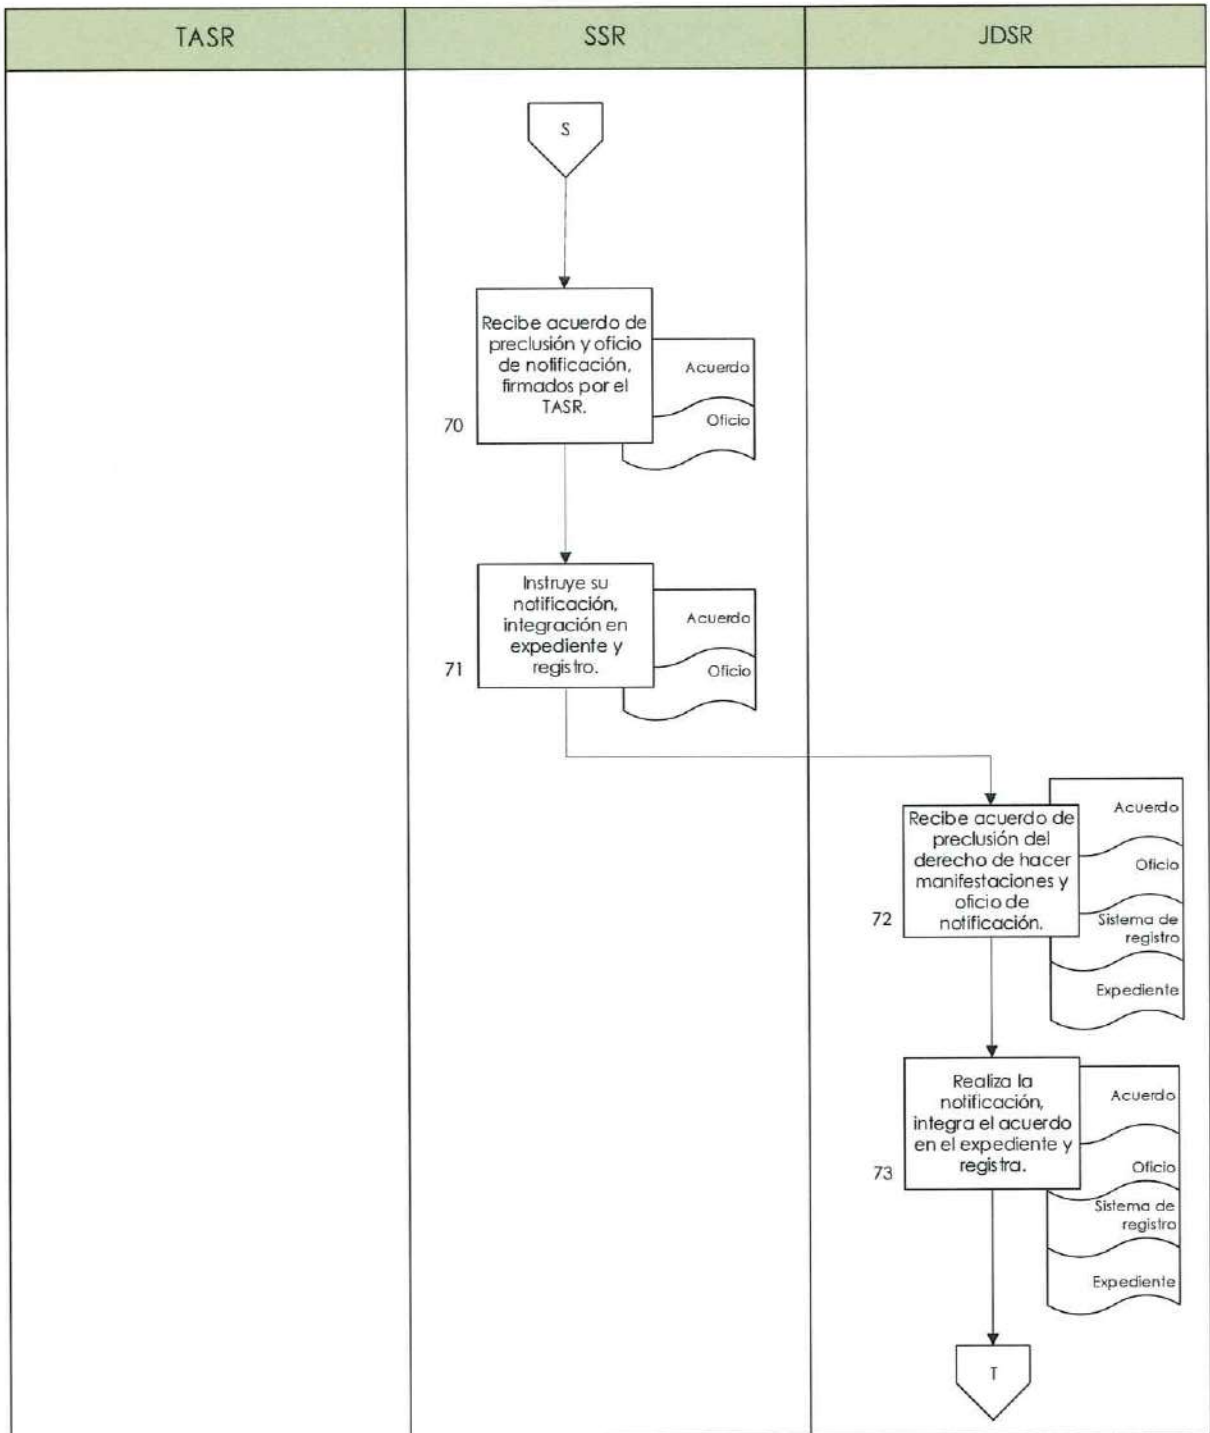 TASR
SSR
JDSR
S
Recibe acuerdo de
preclusión y oficio
de notificación,
firmados por el
TASR.
70
Acuerdo
Oficio
Instruye su
notificación,
integración en
expediente y
registro.
71
Acuerdo
Oficio
Recibe acuerdo de
preclusión del
derecho de hacer
manifestaciones y
oficio de
notificación.
72
Acuerdo
Oficio
Sistema de
registro
Expediente
Realiza la
notificación,
integra el acuerdo
en el expediente y
registra.
73
Acuerdo
Oficio
Sistema de
registro
Expediente
T